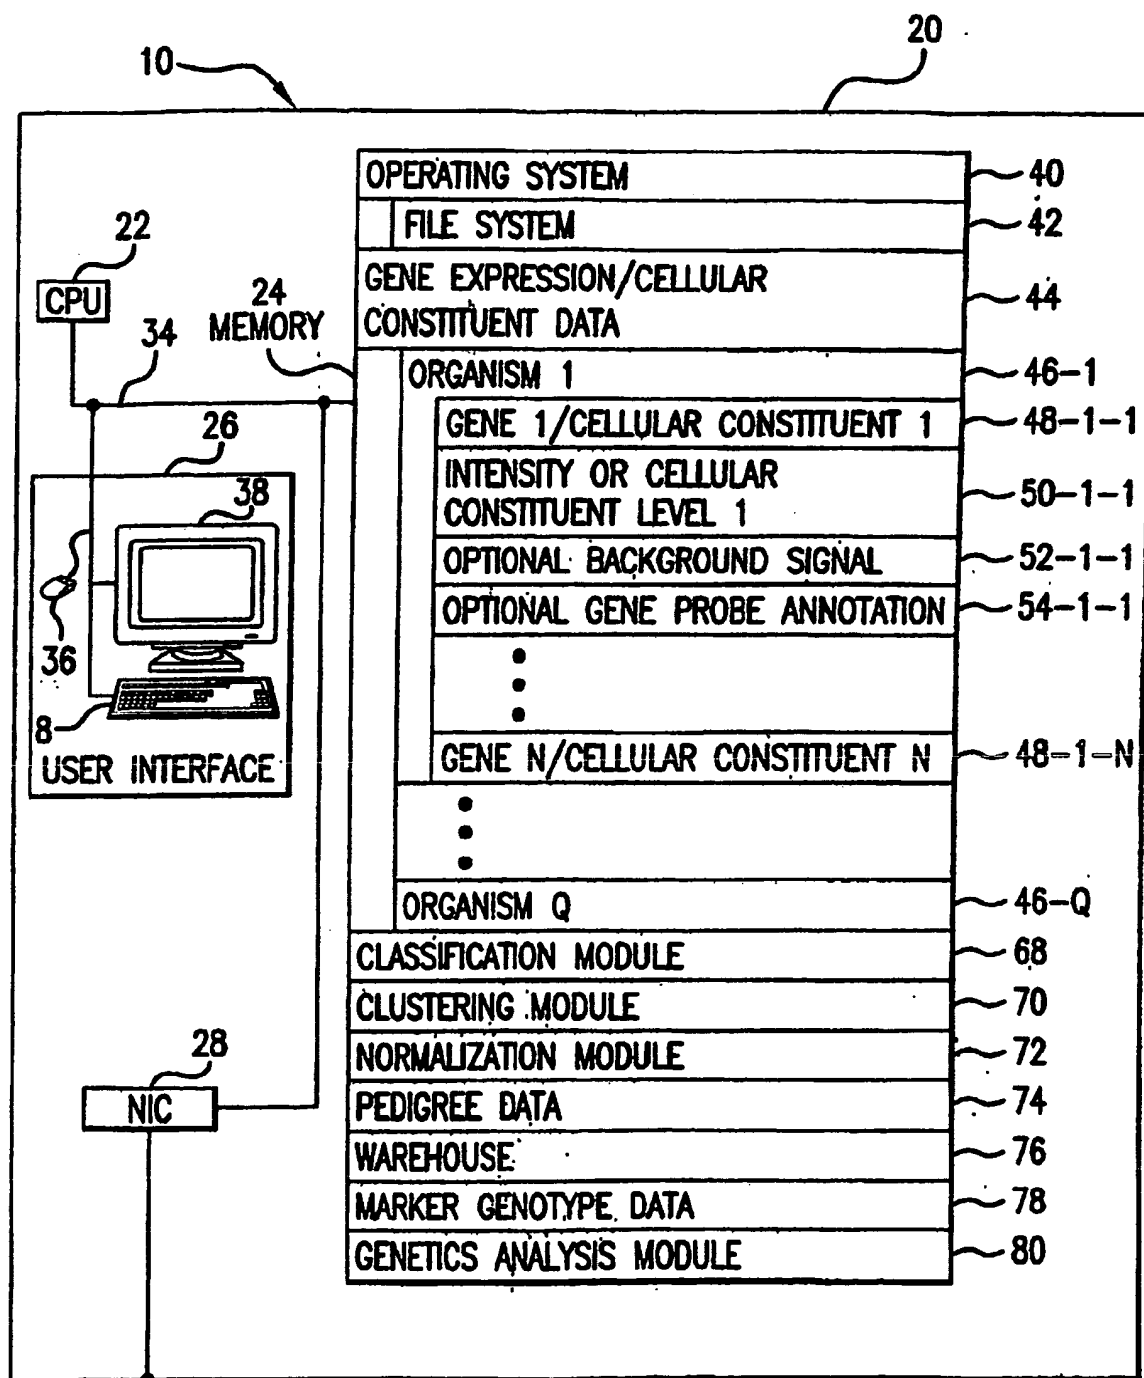 10
20
OPERATING SYSTEM
40
FILE SYSTEM
42
22
CPU
GENE EXPRESSION/CELLULAR
CONSTITUENT DATA
44
24
MEMORY
34
ORGANISM 1
46-1
GENE 1/CELLULAR CONSTITUENT 1
48-1-1
26
INTENSITY OR CELLULAR
CONSTITUENT LEVEL 1
50-1-1
38
OPTIONAL BACKGROUND SIGNAL
52-1-1
OPTIONAL GENE PROBE ANNOTATION
54-1-1
36
8
USER INTERFACE
GENE N/CELLULAR CONSTITUENT N
48-1-N
ORGANISM Q
46-Q
CLASSIFICATION MODULE
68
CLUSTERING MODULE
70
28
NIC
NORMALIZATION MODULE
72
PEDIGREE DATA
74
WAREHOUSE
76
MARKER GENOTYPE DATA
78
GENETICS ANALYSIS MODULE
80